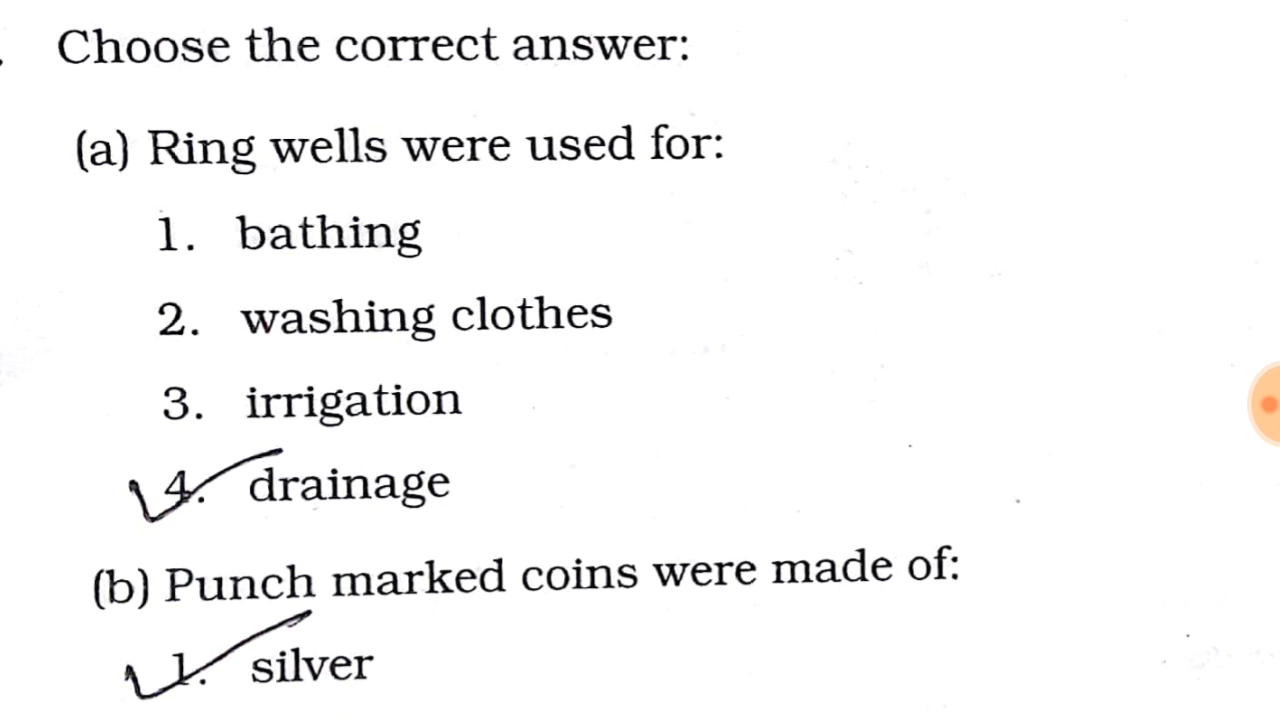 Choose the correct answer:
(a) Ring wells were used for:
1. bathing
2. washing clothes
3. irrigation
4. drainage
(b) Punch marked coins were made of:
1. silver